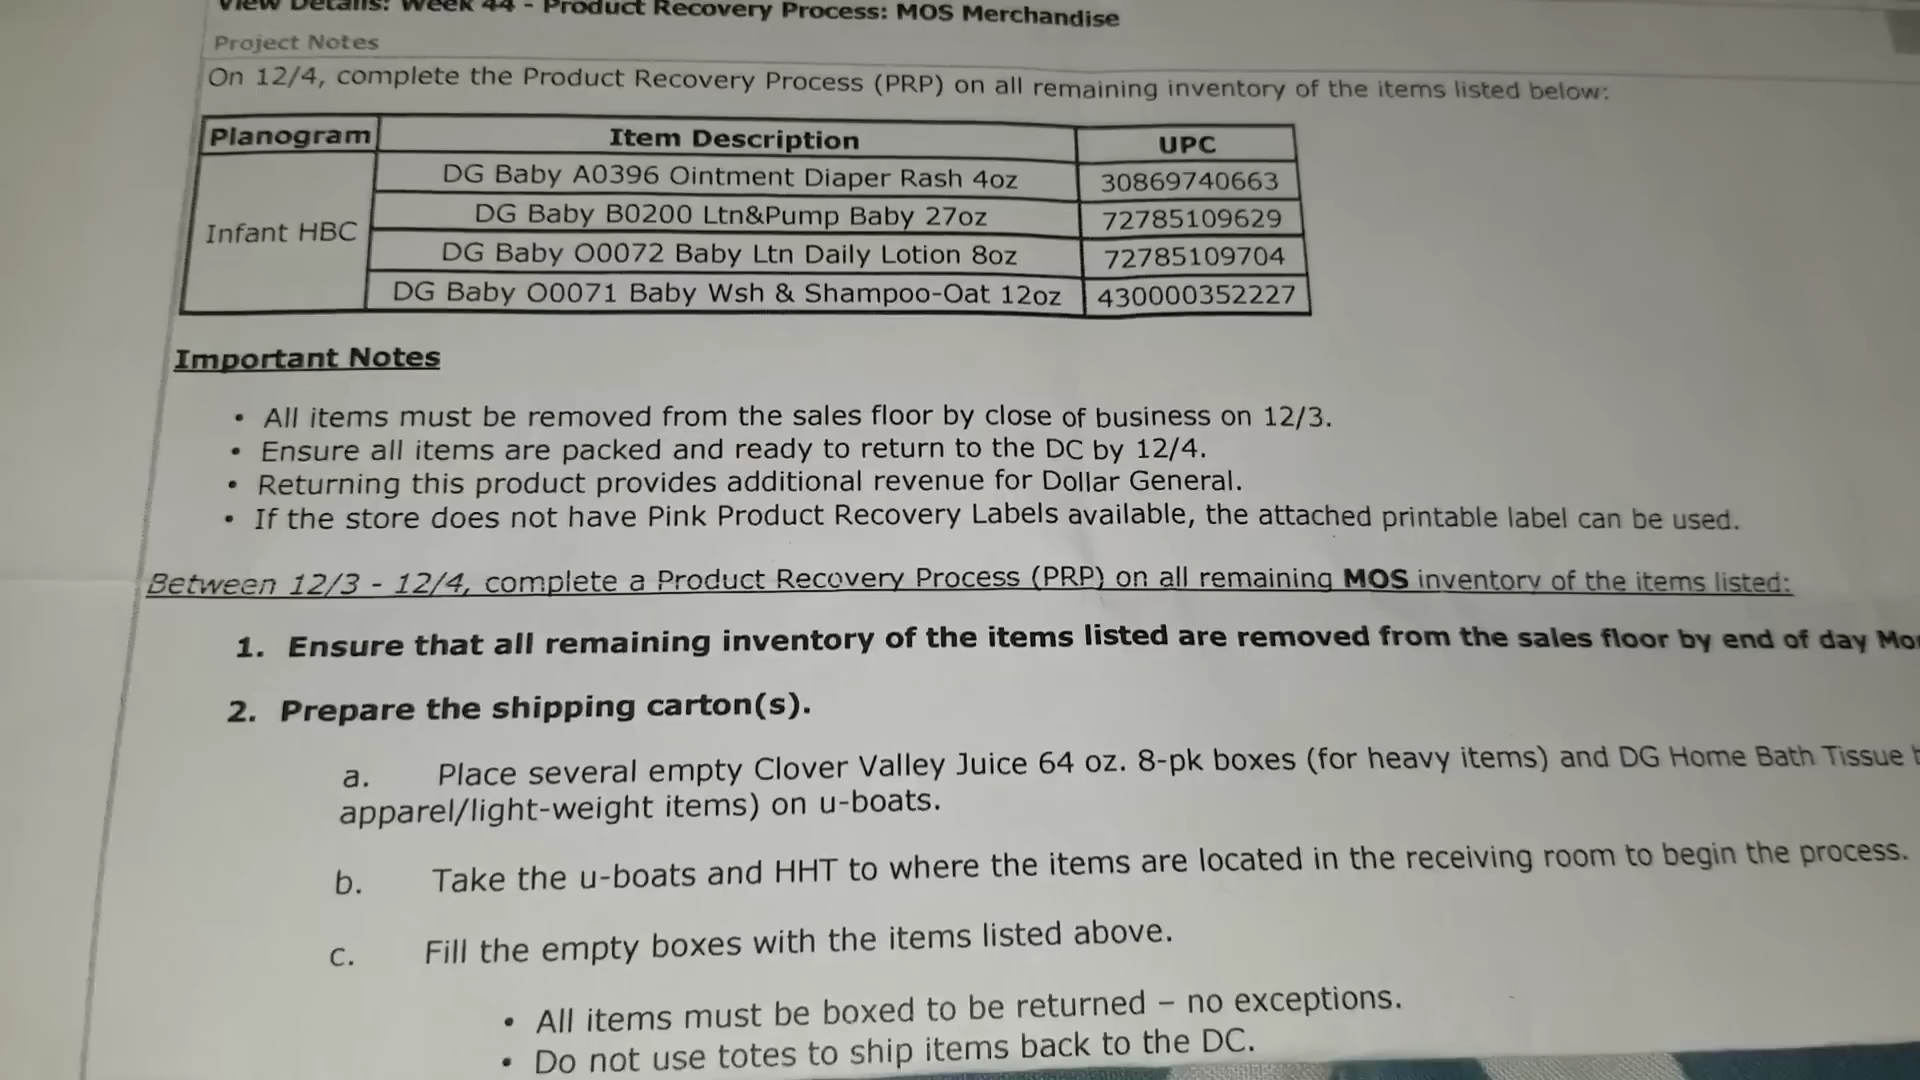 View Details: Week 44 - Product Recovery Process: MOS Merchandise
Project Notes
On 12/4, complete the Product Recovery Process (PRP) on all remaining inventory of the items listed below:
Planogram Item Description UPC
DG Baby A0396 Ointment Diaper Rash 4oz 30869740663
DG Baby B0200 Ltn&Pump Baby 27oz 72785109629
Infant HBC
DG Baby O0072 Baby Ltn Daily Lotion 8oz 72785109704
DG Baby O0071 Baby Wsh & Shampoo-Oat 12oz 430000352227
Important Notes
• All items must be removed from the sales floor by close of business on 12/3.
• Ensure all items are packed and ready to return to the DC by 12/4.
• Returning this product provides additional revenue for Dollar General.
• If the store does not have Pink Product Recovery Labels available, the attached printable label can be used.
Between 12/3 - 12/4, complete a Product Recovery Process (PRP) on all remaining MOS inventory of the items listed:
1. Ensure that all remaining inventory of the items listed are removed from the sales floor by end of day
2. Prepare the shipping carton(s).
a. Place several empty Clover Valley Juice 64 oz. 8-pk boxes (for heavy items) and DG Home Bath Tissue
apparel/light-weight items) on u-boats.
b. Take the u-boats and HHT to where the items are located in the receiving room to begin the process.
c. Fill the empty boxes with the items listed above.
• All items must be boxed to be returned – no exceptions.
• Do not use totes to ship items back to the DC.